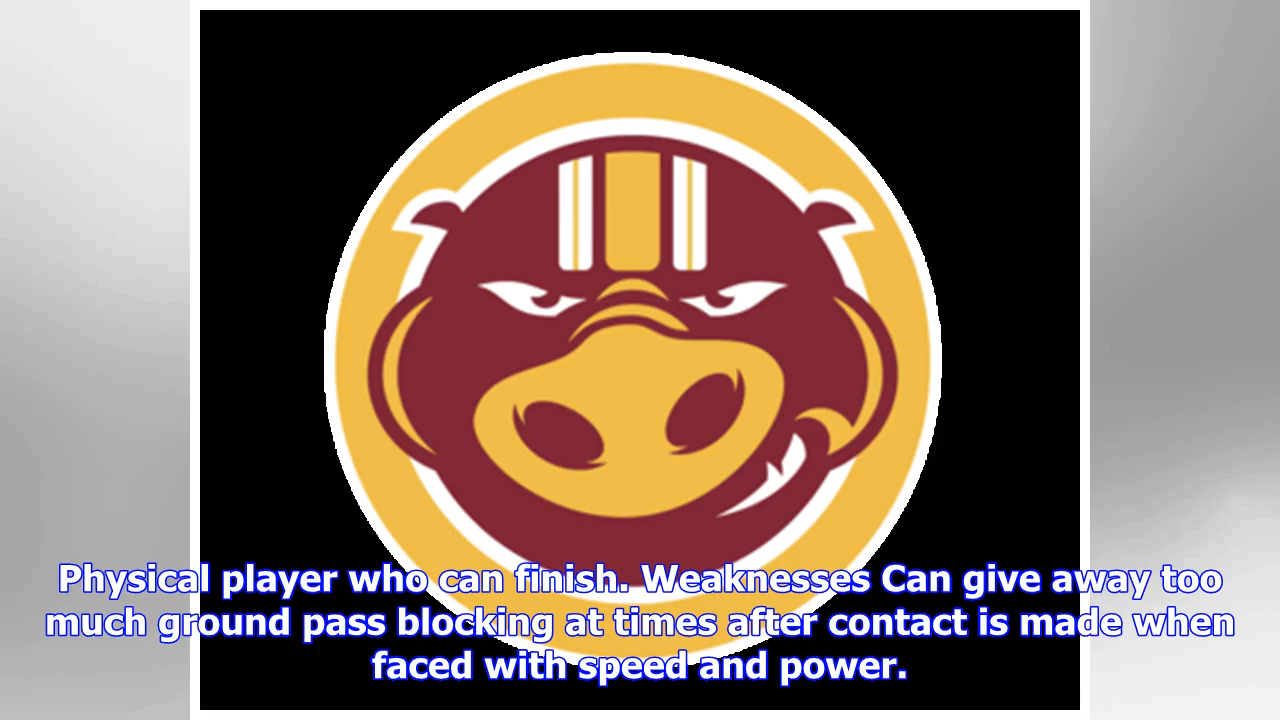 Physical player who can finish. Weaknesses Can give away too
much ground pass blocking at times after contact is made when
faced with speed and power.